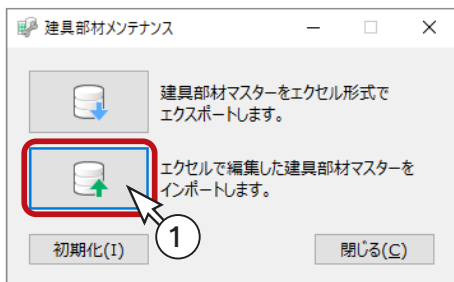 建具部材メンテナンス
建具部材マスターをエクセル形式で
エクスポートします。
エクセルで編集した建具部材マスターを
インポートします。
1
初期化(I)
閉じる(C)